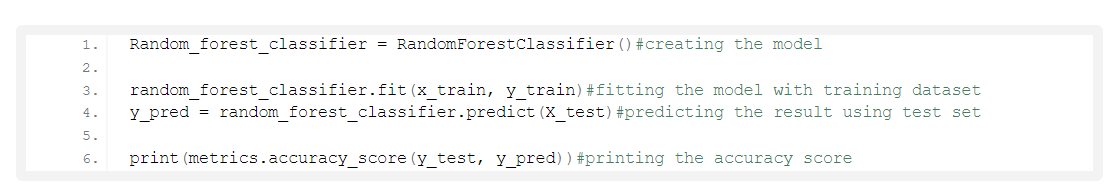 1. Random_forest_classifier = RandomForestClassifier()#creating the model
2.
3. random_forest_classifier.fit(x_train, y_train)#fitting the model with training dataset
4. y_pred = random_forest_classifier.predict(X_test)#predicting the result using test set
5.
6. print(metrics.accuracy_score(y_test, y_pred))#printing the accuracy score